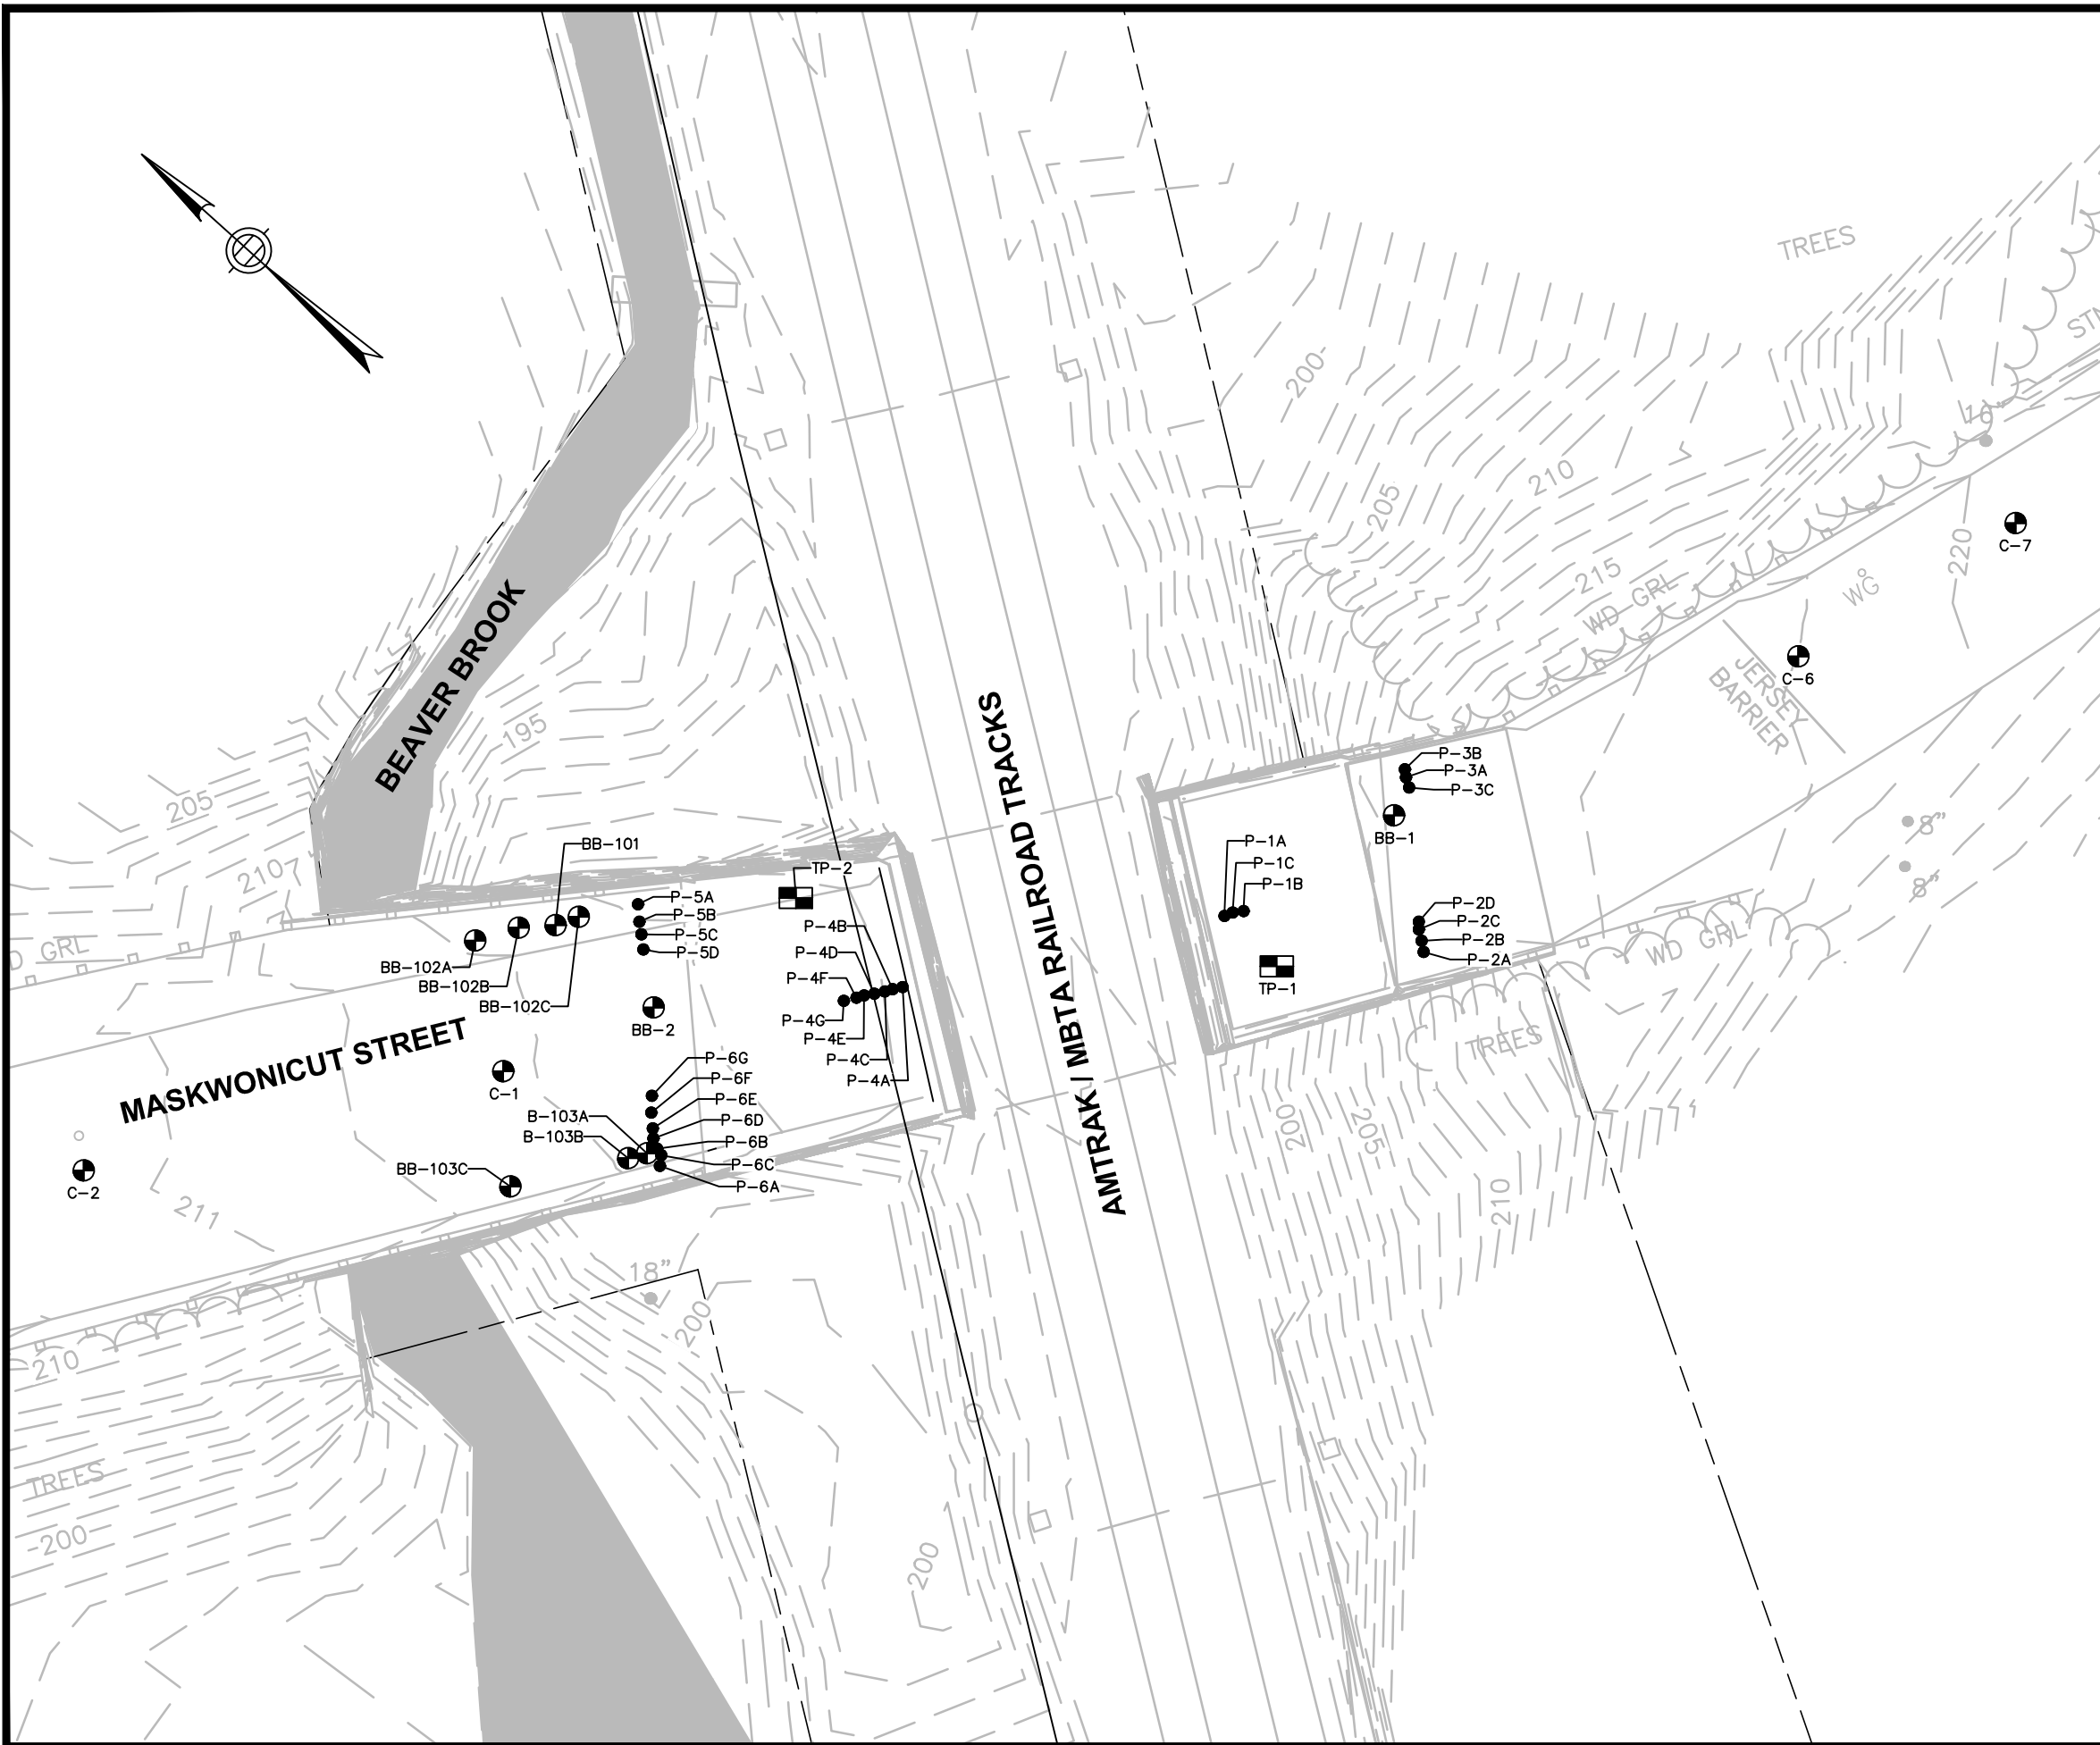 TREES
STN
200
16"
205
210
C-7
220
215
WD GRL
WG
C-6
JERSEY
BARRIER
BEAVER BROOK
195
AMTRAK / MBTA RAILROAD TRACKS
P-3B
P-3A
P-3C
BB-1
205
210
BB-101
TP-2
P-1A
P-1C
P-1B
8"
8"
P-5A
P-5B
P-5C
P-5D
P-4B
P-4D
P-4F
P-4G
P-4E
P-4C
P-4A
P-2D
P-2C
P-2B
P-2A
WD GRL
TP-1
D GRL
BB-102A
BB-102B
BB-102C
BB-2
MASKWONICUT STREET
C-1
P-6G
P-6F
P-6E
P-6D
P-6B
P-6C
P-6A
B-103A
B-103B
BB-103C
C-2
211
TREES
200
205
210
18"
200
210
TREES
200
200